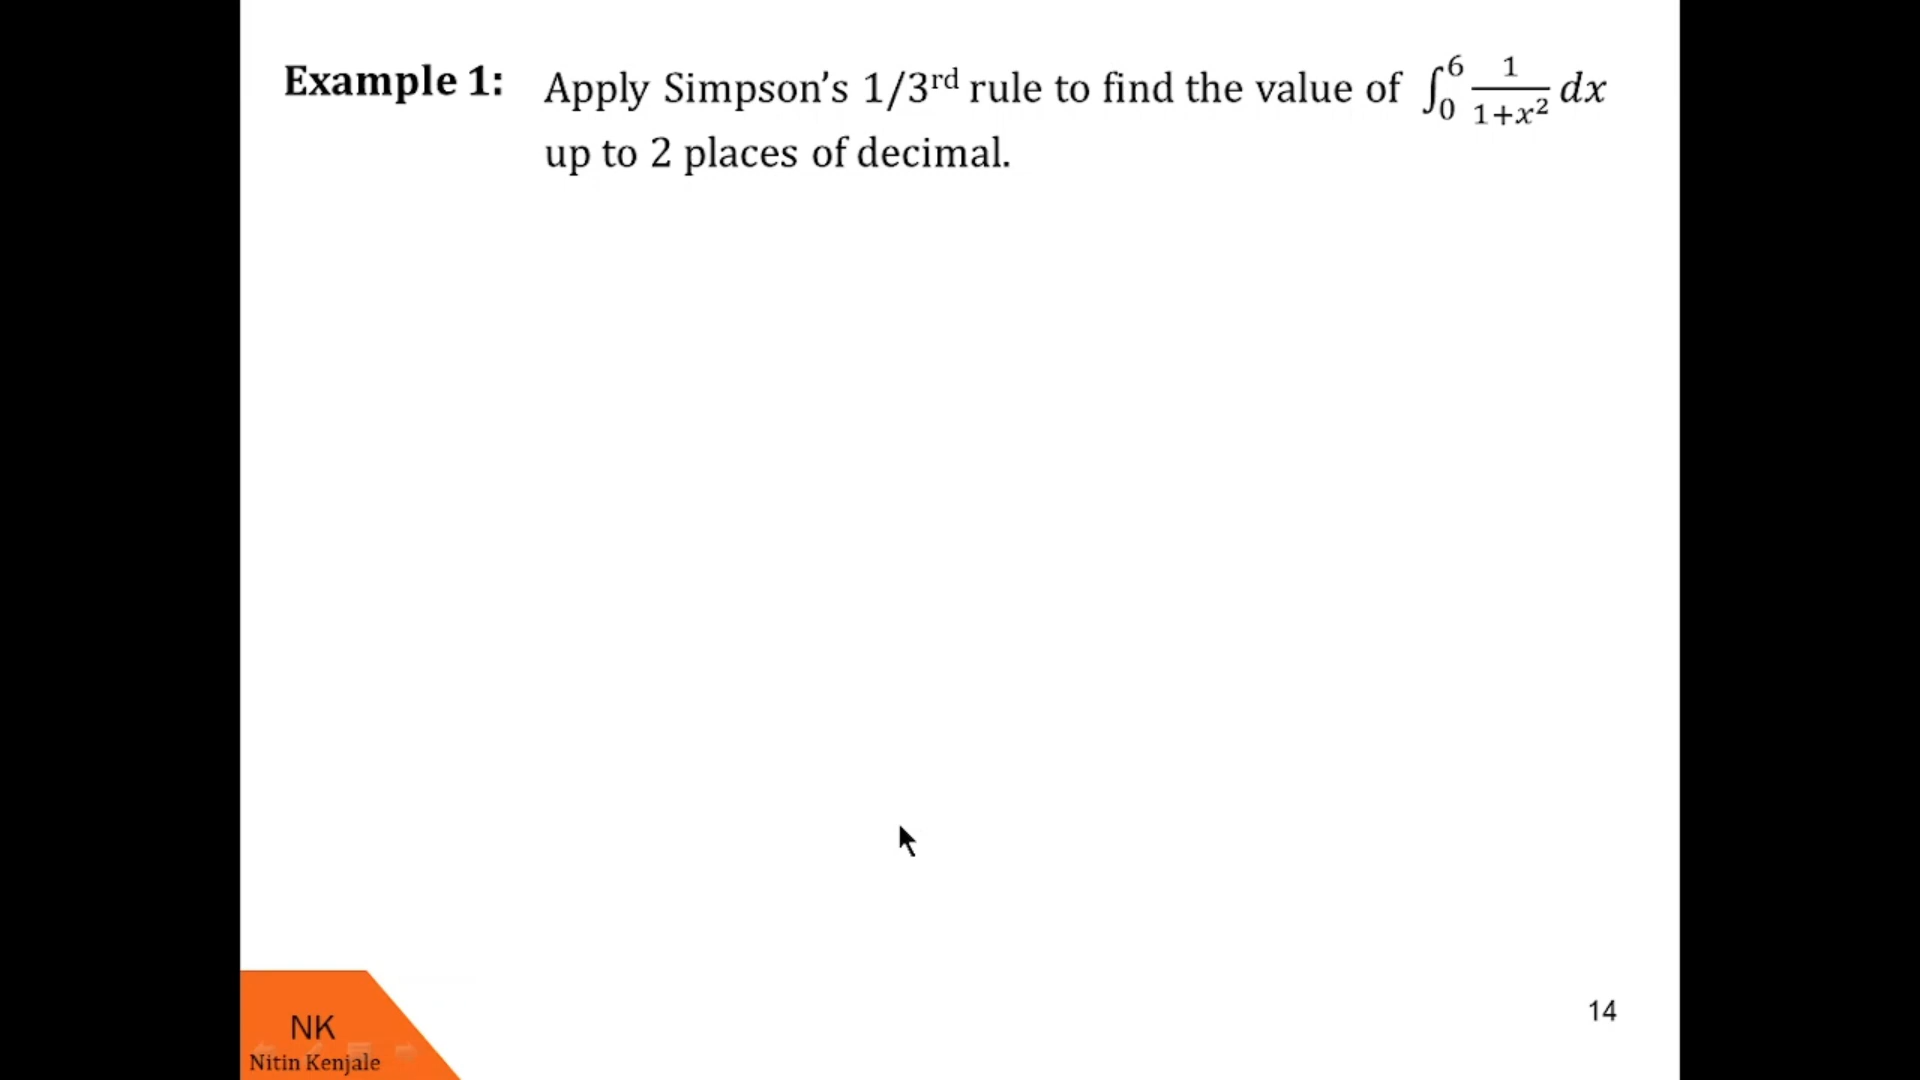 Example 1: Apply Simpson’s 1/3ʳᵈ rule to find the value of ∫₀⁶ 1/(1+x²) dx
up to 2 places of decimal.
NK
Nitin Kenjale
14